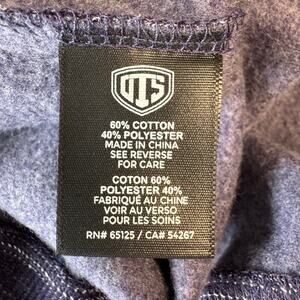 OTS
60% COTTON
40% POLYESTER
MADE IN CHINA
SEE REVERSE
FOR CARE
COTON 60%
POLYESTER 40%
FABRIQUÉ AU CHINE
VOIR AU VERSO
POUR LES SOINS
RN# 65125 / CA# 54267